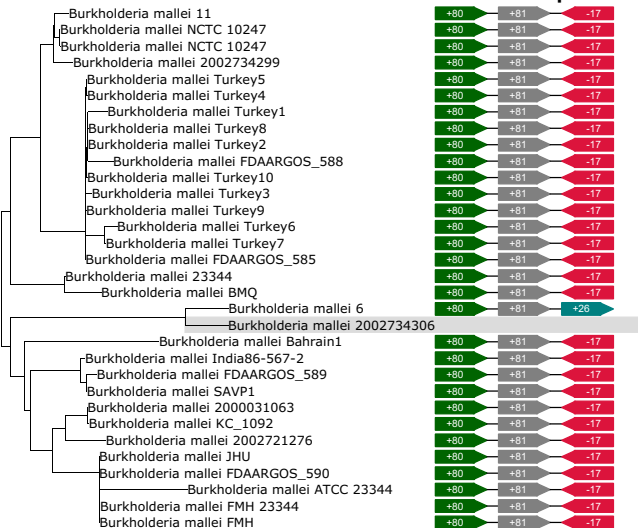 Burkholderia mallei 11 +80 +81 -17
Burkholderia mallei NCTC 10247 +80 +81 -17
Burkholderia mallei NCTC 10247 +80 +81 -17
Burkholderia mallei 2002734299 +80 +81 -17
Burkholderia mallei Turkey5 +80 +81 -17
Burkholderia mallei Turkey4 +80 +81 -17
Burkholderia mallei Turkey1 +80 +81 -17
Burkholderia mallei Turkey8 +80 +81 -17
Burkholderia mallei Turkey2 +80 +81 -17
Burkholderia mallei FDAARGOS_588 +80 +81 -17
Burkholderia mallei Turkey10 +80 +81 -17
Burkholderia mallei Turkey3 +80 +81 -17
Burkholderia mallei Turkey9 +80 +81 -17
Burkholderia mallei Turkey6 +80 +81 -17
Burkholderia mallei Turkey7 +80 +81 -17
Burkholderia mallei FDAARGOS_585 +80 +81 -17
Burkholderia mallei 23344 +80 +81 -17
Burkholderia mallei BMQ +80 +81 -17
Burkholderia mallei 6 +80 +81 +26
Burkholderia mallei 2002734306
Burkholderia mallei Bahrain1 +80 +81 -17
Burkholderia mallei India86-567-2 +80 +81 -17
Burkholderia mallei FDAARGOS_589 +80 +81 -17
Burkholderia mallei SAVP1 +80 +81 -17
Burkholderia mallei 2000031063 +80 +81 -17
Burkholderia mallei KC_1092 +80 +81 -17
Burkholderia mallei 2002721276 +80 +81 -17
Burkholderia mallei JHU +80 +81 -17
Burkholderia mallei FDAARGOS_590 +80 +81 -17
Burkholderia mallei ATCC 23344 +80 +81 -17
Burkholderia mallei FMH 23344 +80 +81 -17
Burkholderia mallei FMH +80 +81 -17